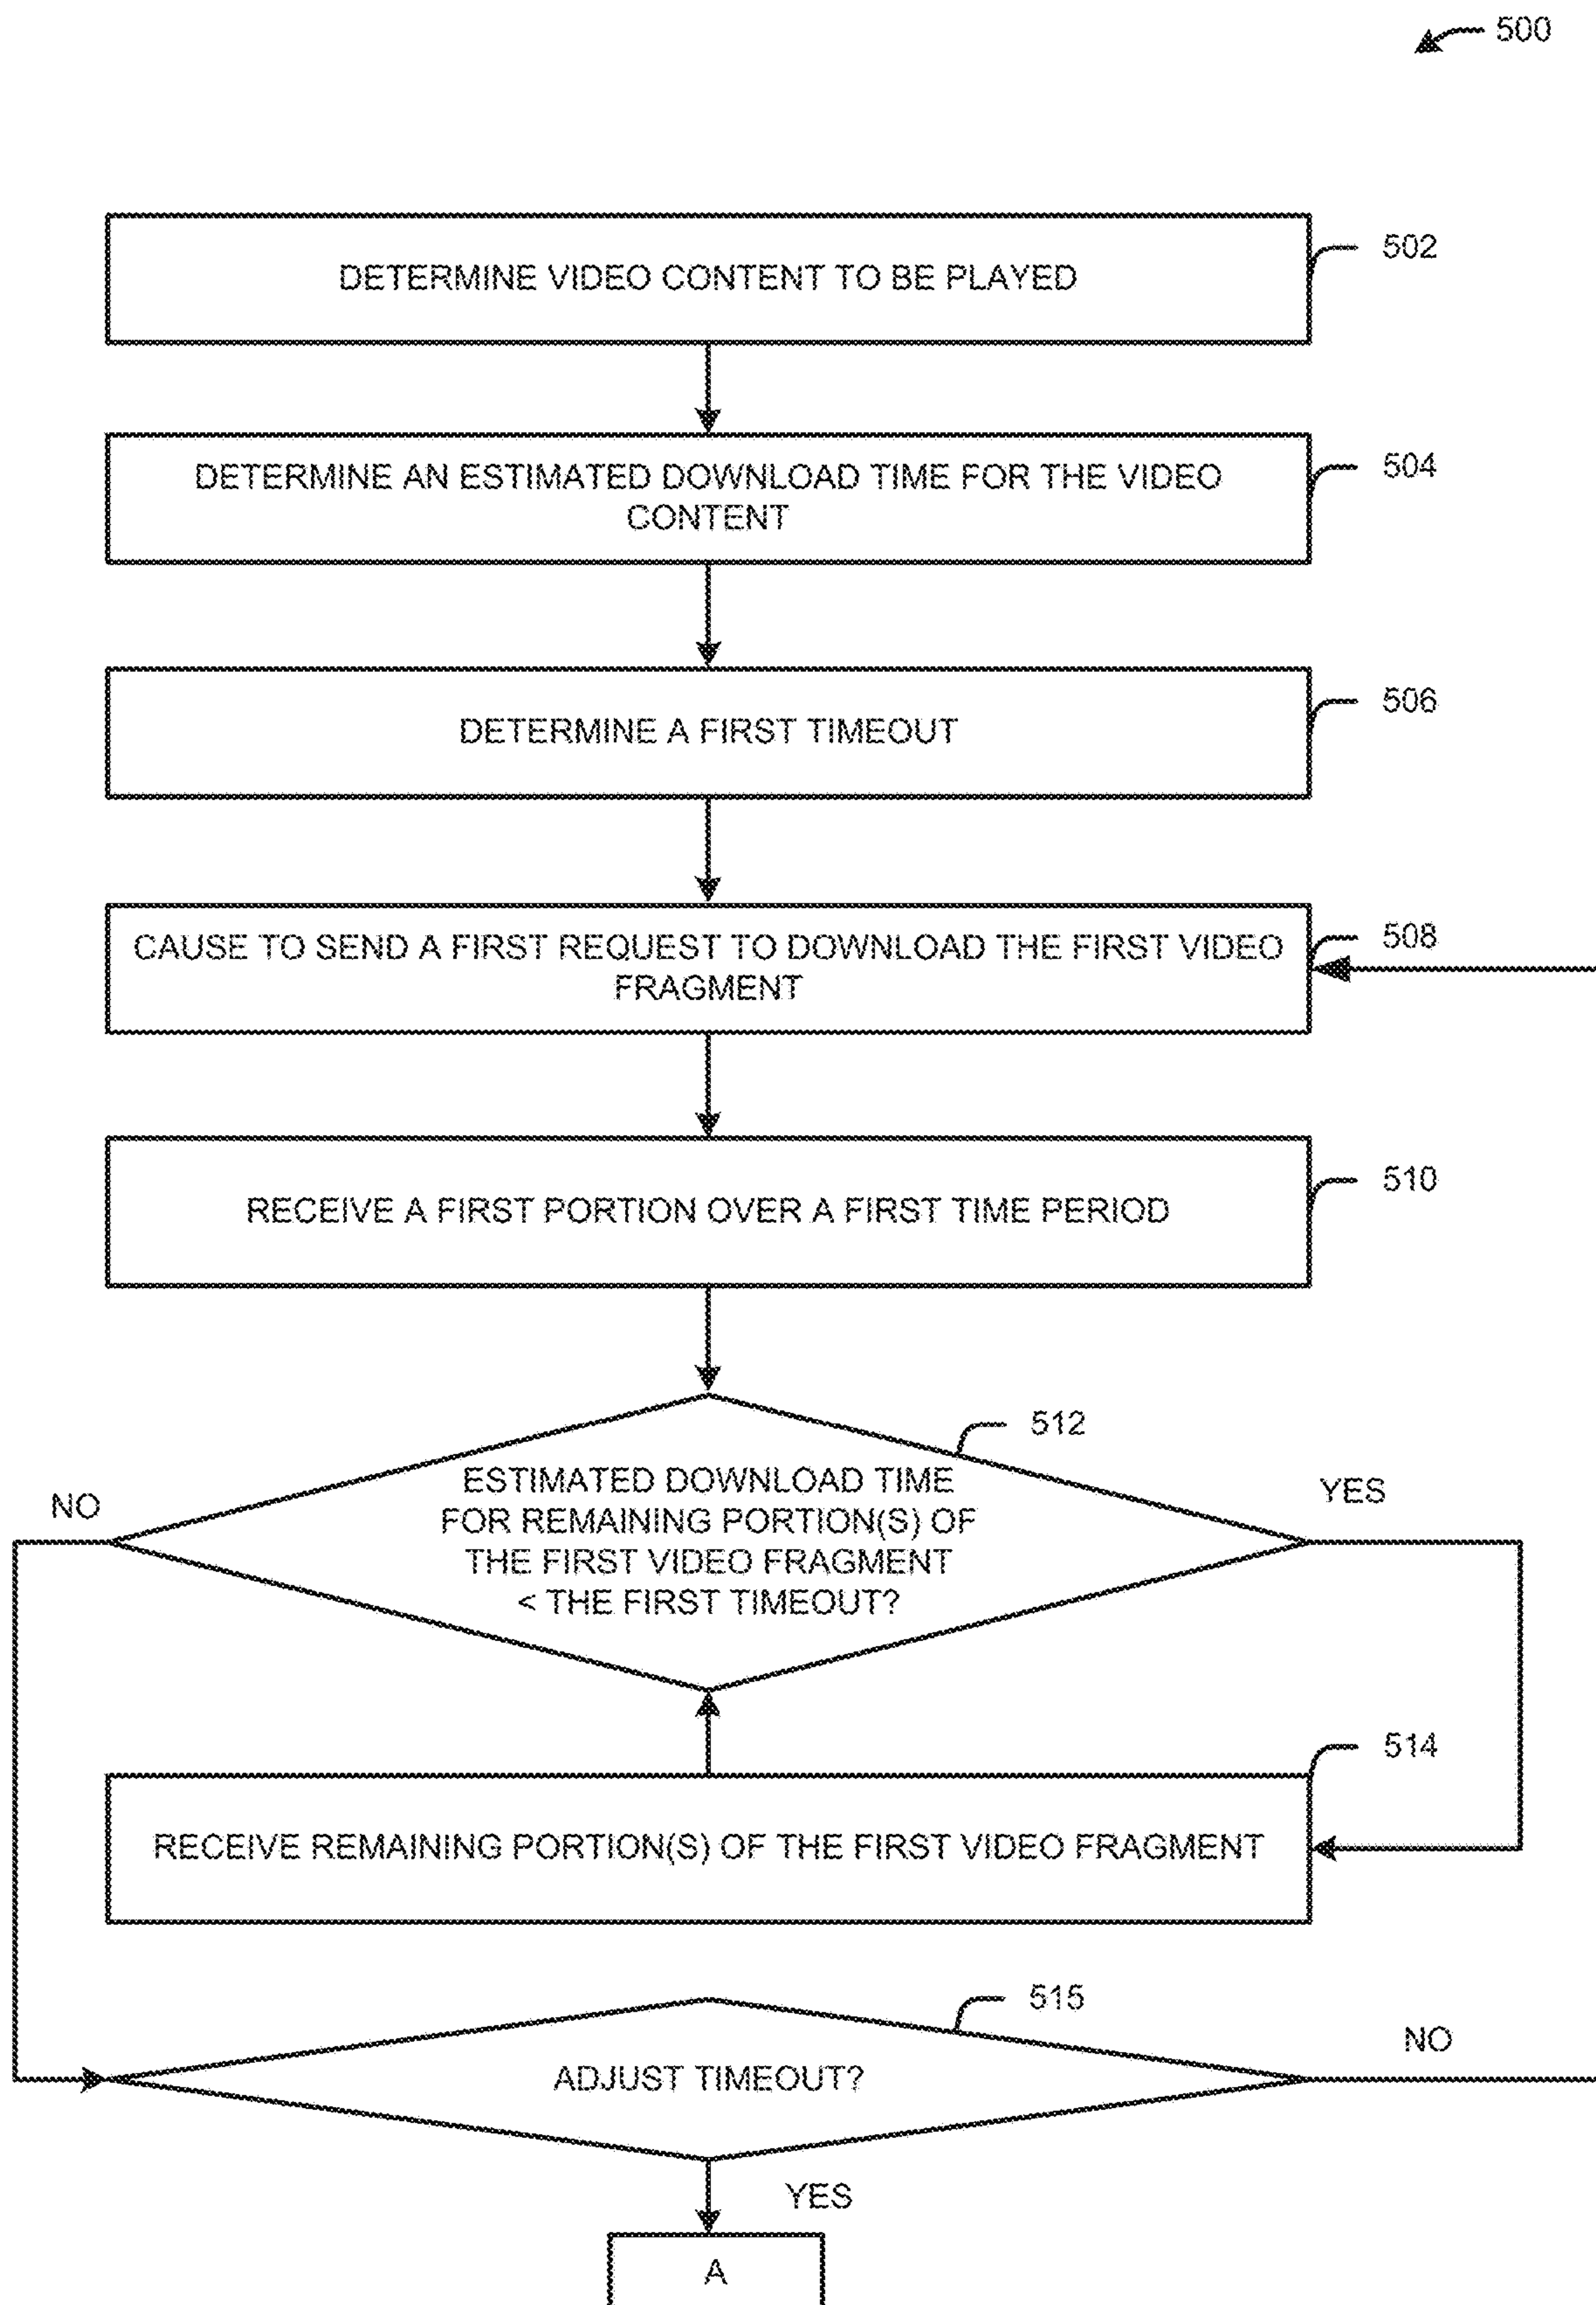 500
DETERMINE VIDEO CONTENT TO BE PLAYED
502
DETERMINE AN ESTIMATED DOWNLOAD TIME FOR THE VIDEO
CONTENT
504
DETERMINE A FIRST TIMEOUT
506
CAUSE TO SEND A FIRST REQUEST TO DOWNLOAD THE FIRST VIDEO
FRAGMENT
508
RECEIVE A FIRST PORTION OVER A FIRST TIME PERIOD
510
512
NO
ESTIMATED DOWNLOAD TIME
FOR REMAINING PORTION(S) OF
THE FIRST VIDEO FRAGMENT
< THE FIRST TIMEOUT?
YES
514
RECEIVE REMAINING PORTION(S) OF THE FIRST VIDEO FRAGMENT
515
ADJUST TIMEOUT?
NO
YES
A